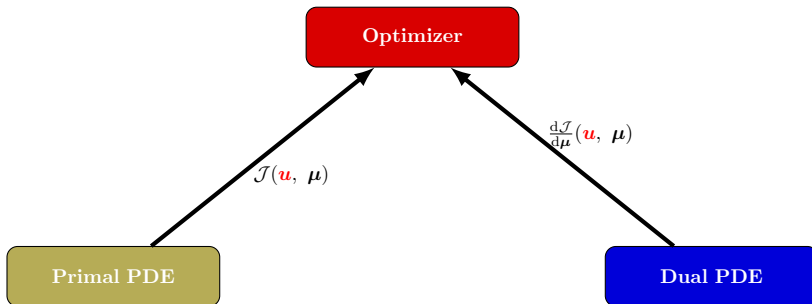 Optimizer
d𝒥/d𝝁(𝒖, 𝝁)
𝒥(𝒖, 𝝁)
Primal PDE
Dual PDE